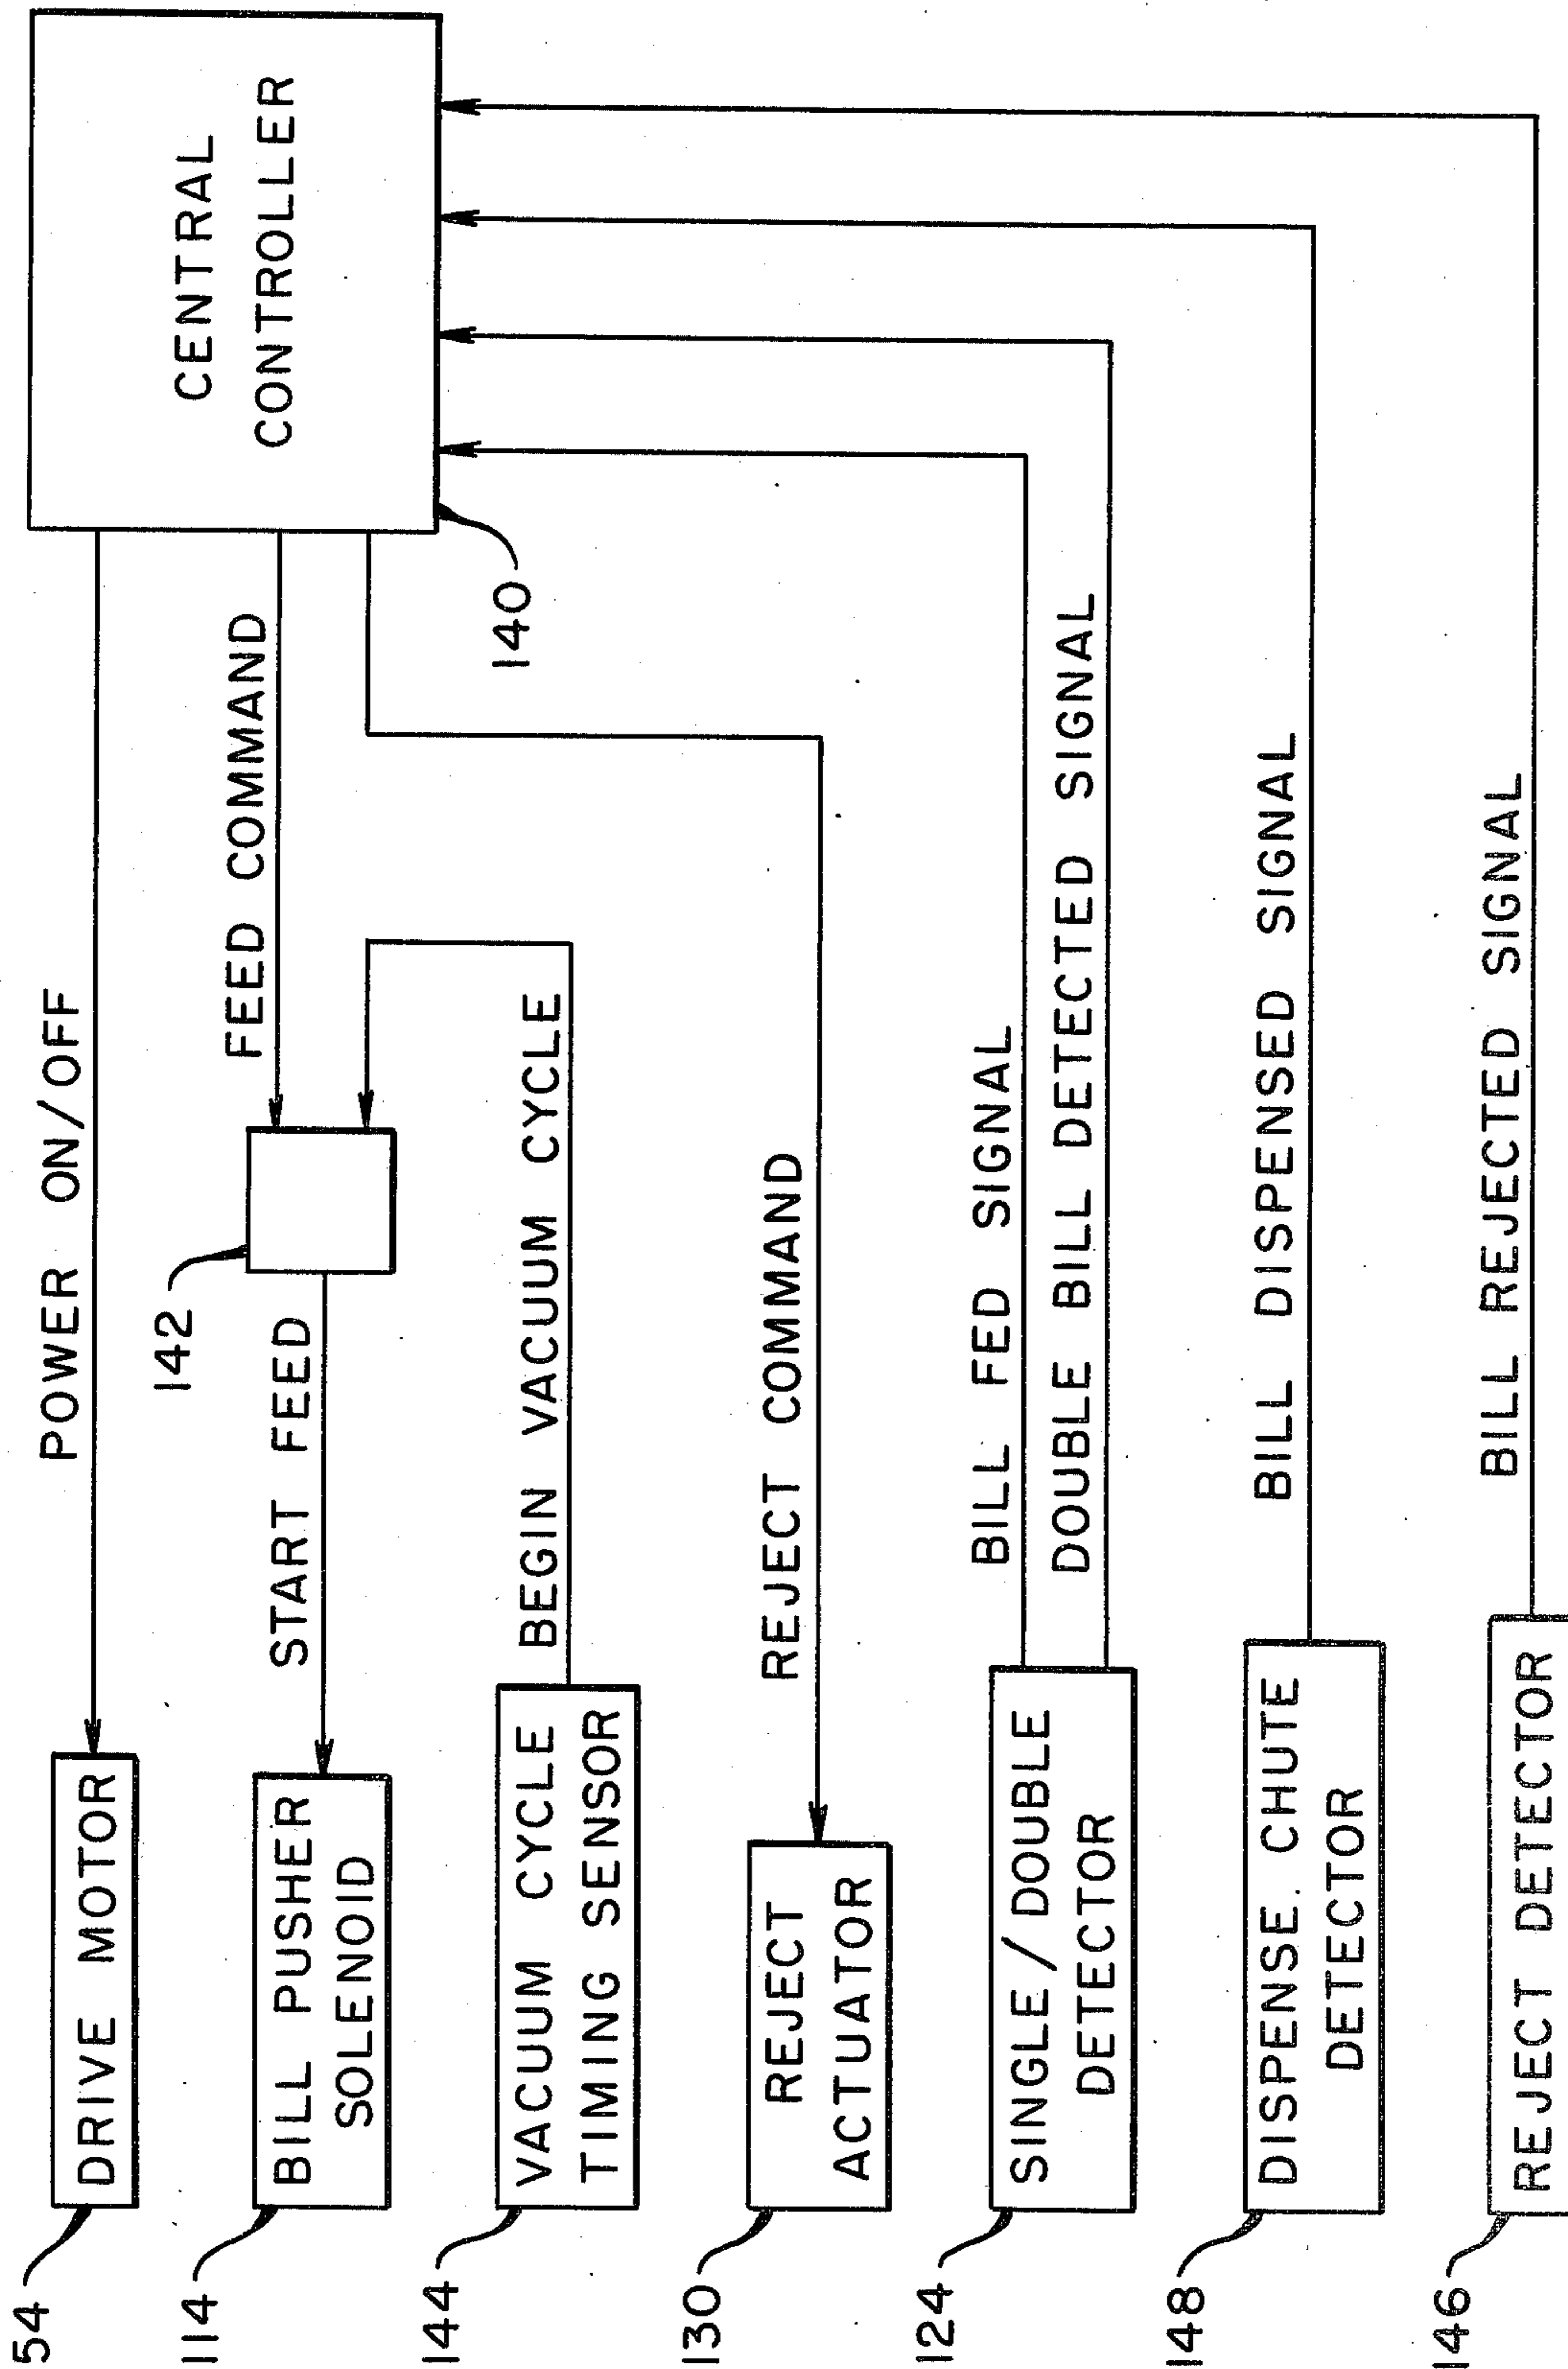 54
DRIVE MOTOR
POWER ON/OFF
CENTRAL
CONTROLLER
140
114
BILL PUSHER
SOLENOID
START FEED
142
FEED COMMAND
144
VACUUM CYCLE
TIMING SENSOR
BEGIN VACUUM CYCLE
130
REJECT
ACTUATOR
REJECT COMMAND
124
SINGLE/DOUBLE
DETECTOR
BILL FED SIGNAL
DOUBLE BILL DETECTED SIGNAL
148
DISPENSE. CHUTE
DETECTOR
BILL DISPENSED SIGNAL
146
REJECT DETECTOR
BILL REJECTED SIGNAL